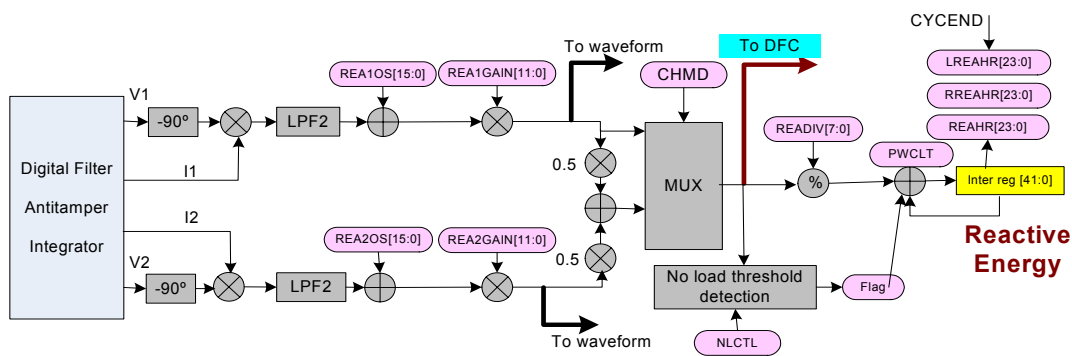 CYCEND
To waveform
To DFC
LREAHR[23:0]
REA1OS[15:0]
REA1GAIN[11:0]
CHMD
V1
RREAHR[23:0]
READIV[7:0]
REAHR[23:0]
-90º
LPF2
PWCLT
0.5
I1
Digital Filter
Antitamper
Integrator
MUX
%
Inter reg [41:0]
I2
Reactive
Energy
REA2OS[15:0]
REA2GAIN[11:0]
0.5
V2
-90º
LPF2
No load threshold
detection
Flag
To waveform
NLCTL